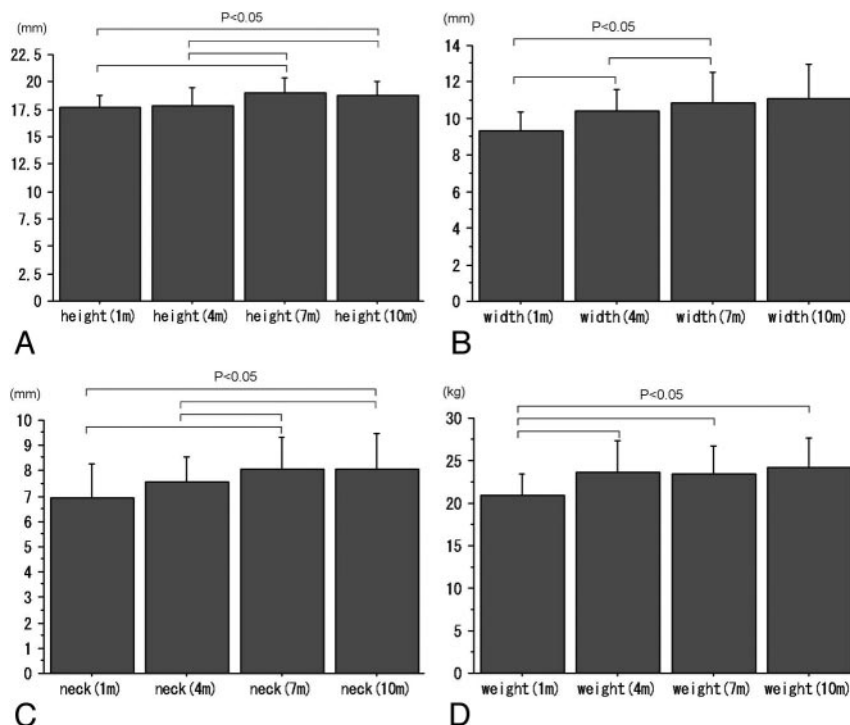 P<0.05
(mm)
22.5
20
17.5
15
12.5
10
7.5
5
2.5
0
height(1m) height(4m) height(7m) height(10m)
A
(mm)
P<0.05
14
12
10
8
6
4
2
0
width(1m) width(4m) width(7m) width(10m)
B
P<0.05
(mm)
10
9
8
7
6
5
4
3
2
1
0
neck(1m) neck(4m) neck(7m) neck(10m)
C
(kg)
P<0.05
30
25
20
15
10
5
0
weight(1m) weight(4m) weight(7m) weight(10m)
D